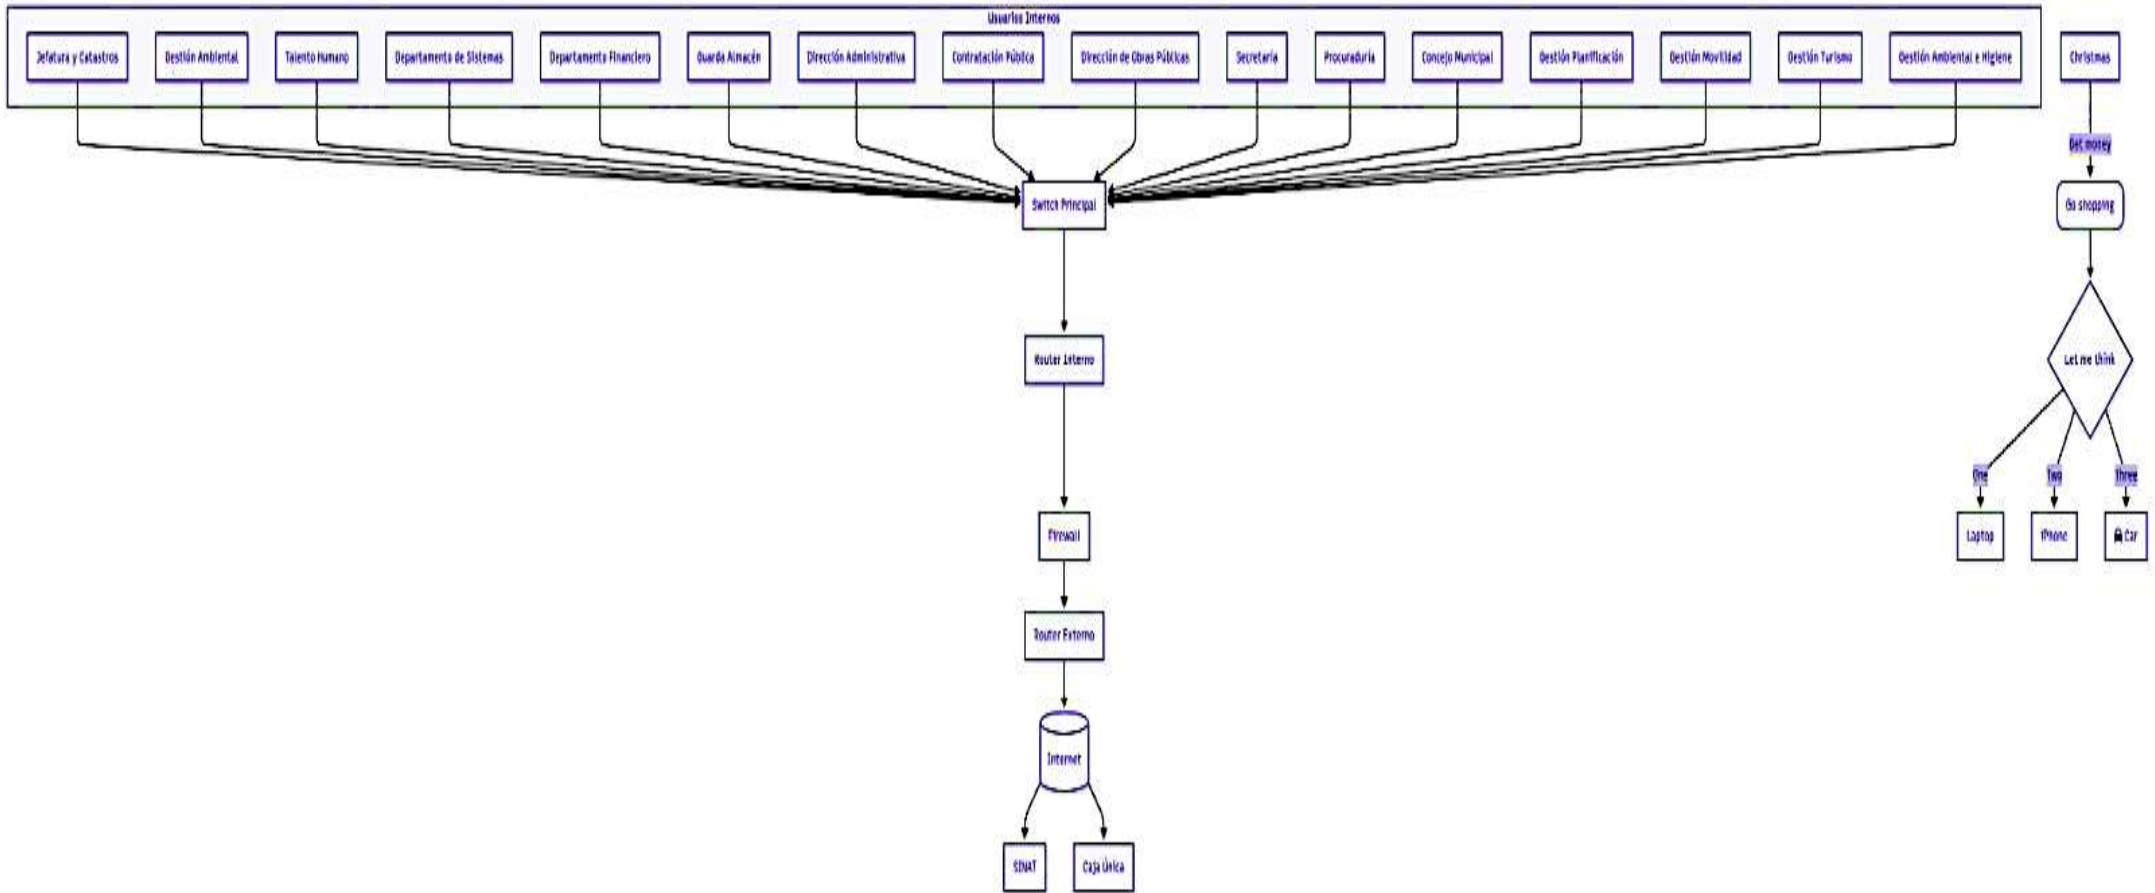 Usuarios Internos
Jefatura y Catastros
Gestión Ambiental
Talento Humano
Departamento de Sistemas
Departamento Financiero
Guarda Almacén
Dirección Administrativa
Contratación Pública
Dirección de Obras Públicas
Secretaría
Procuraduría
Concejo Municipal
Gestión Planificación
Gestión Movilidad
Gestión Turismo
Gestión Ambiental e Higiene
Christmas
Get money
Switch Principal
Go shopping
Router Interno
Let me think
One
Two
Three
Firewall
Laptop
iPhone
Car
Router Externo
Internet
SINAT
Caja Única